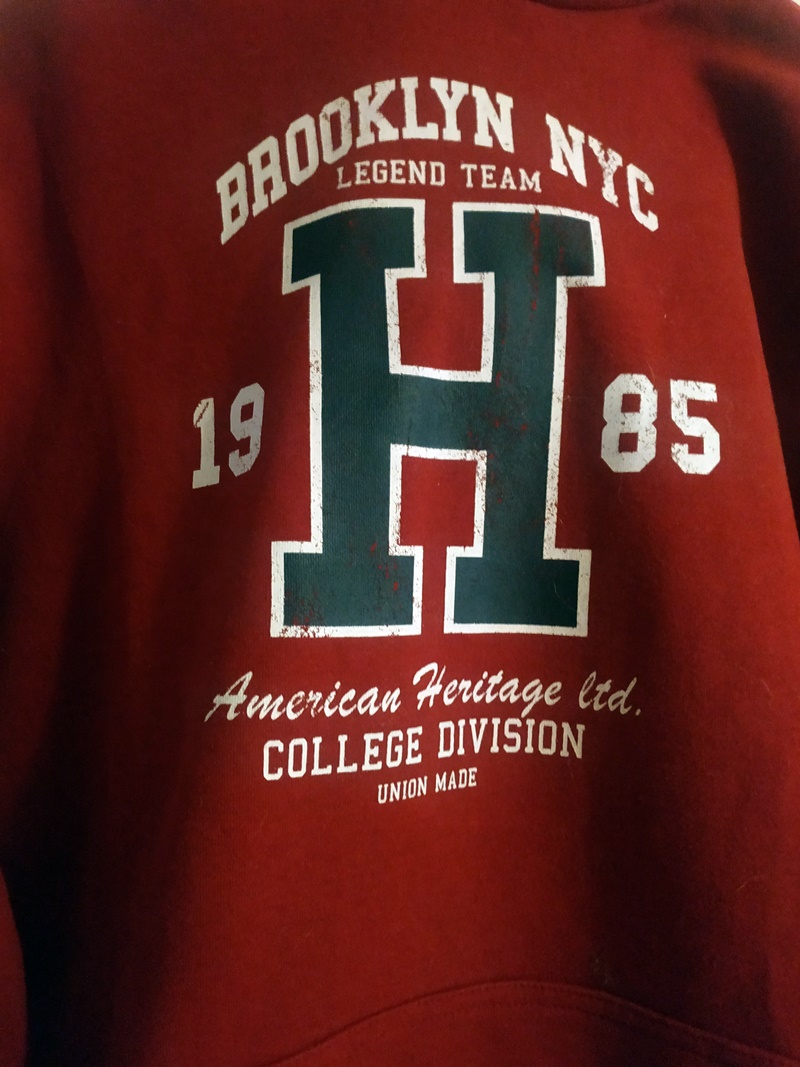 BROOKLYN NYC
LEGEND TEAM
H
19 85
American Heritage ltd.
COLLEGE DIVISION
UNION MADE